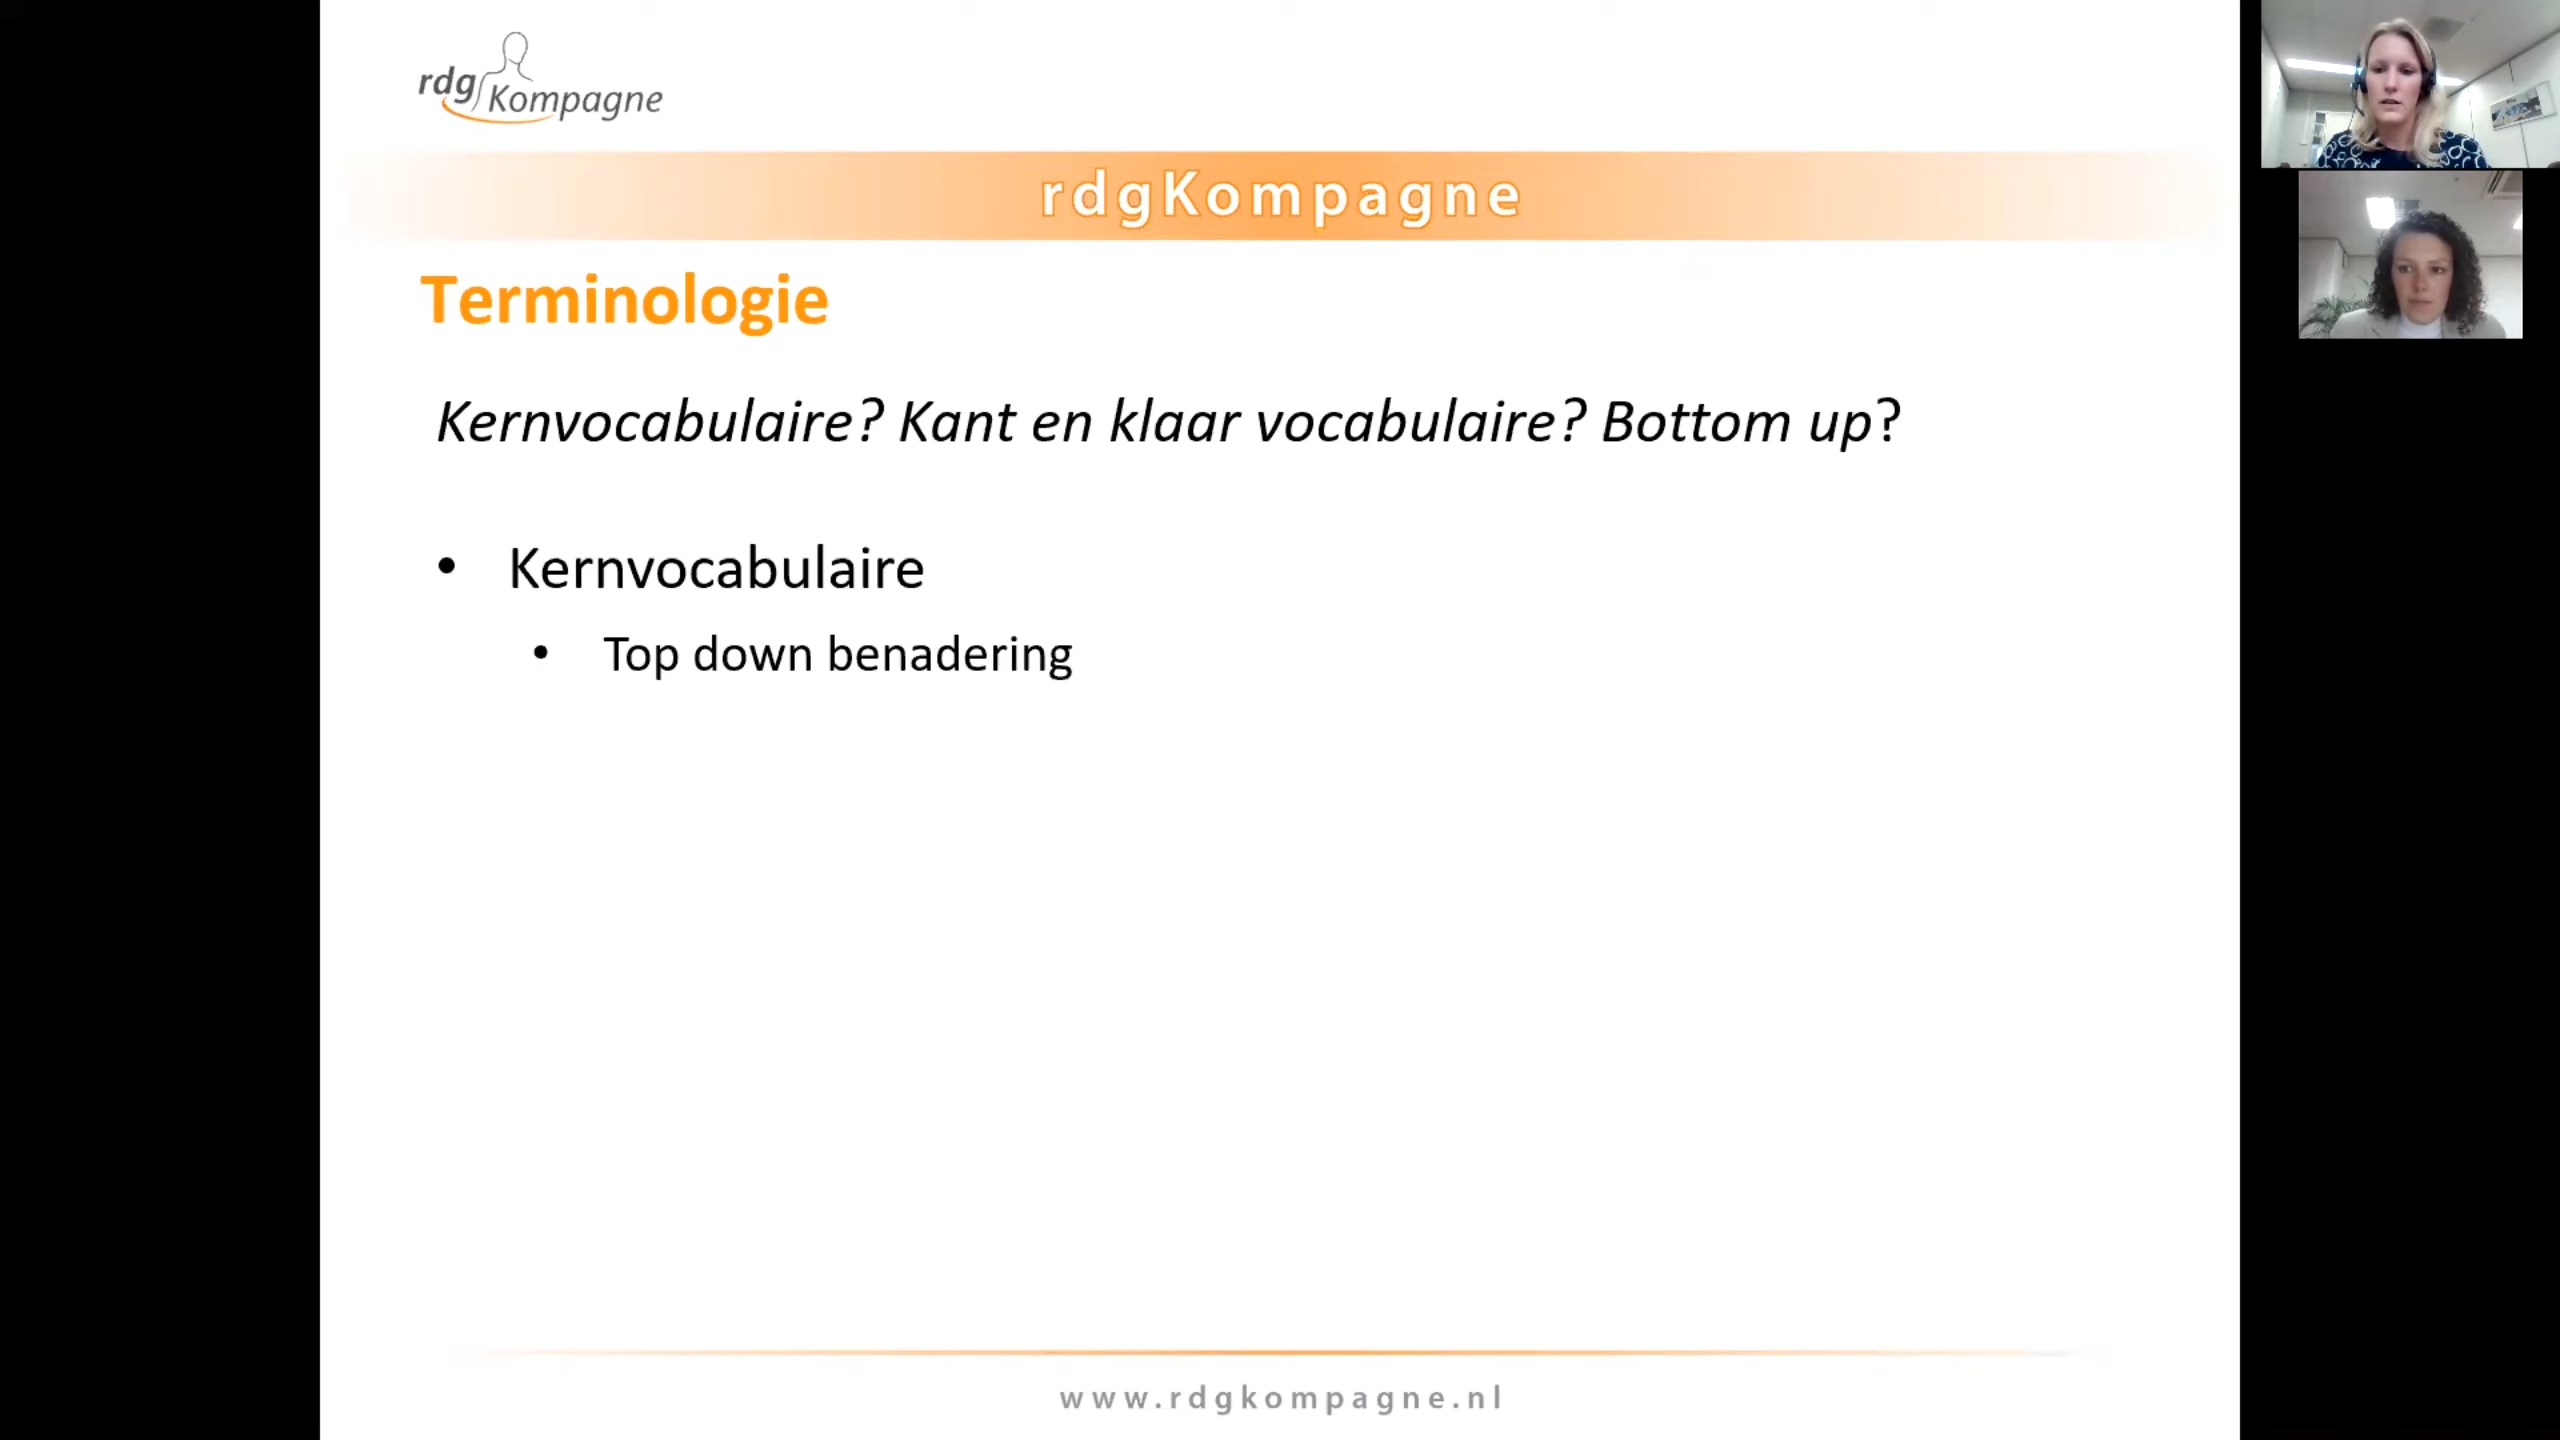 rdg Kompagne
rdgKompagne
Terminologie
Kernvocabulaire? Kant en klaar vocabulaire? Bottom up?
• Kernvocabulaire
• Top down benadering
www.rdgkompagne.nl